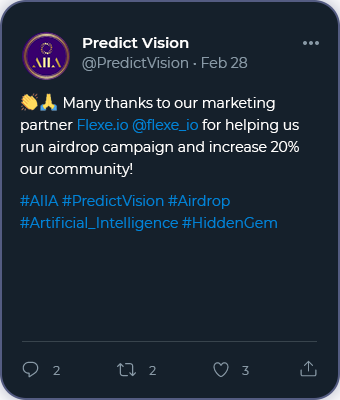 AIIA
Predict Vision
@PredictVision · Feb 28
👏🙏 Many thanks to our marketing
partner Flexe.io @flexe_io for helping us
run airdrop campaign and increase 20%
our community!
#AIIA #PredictVision #Airdrop
#Artificial_Intelligence #HiddenGem
2 2 3